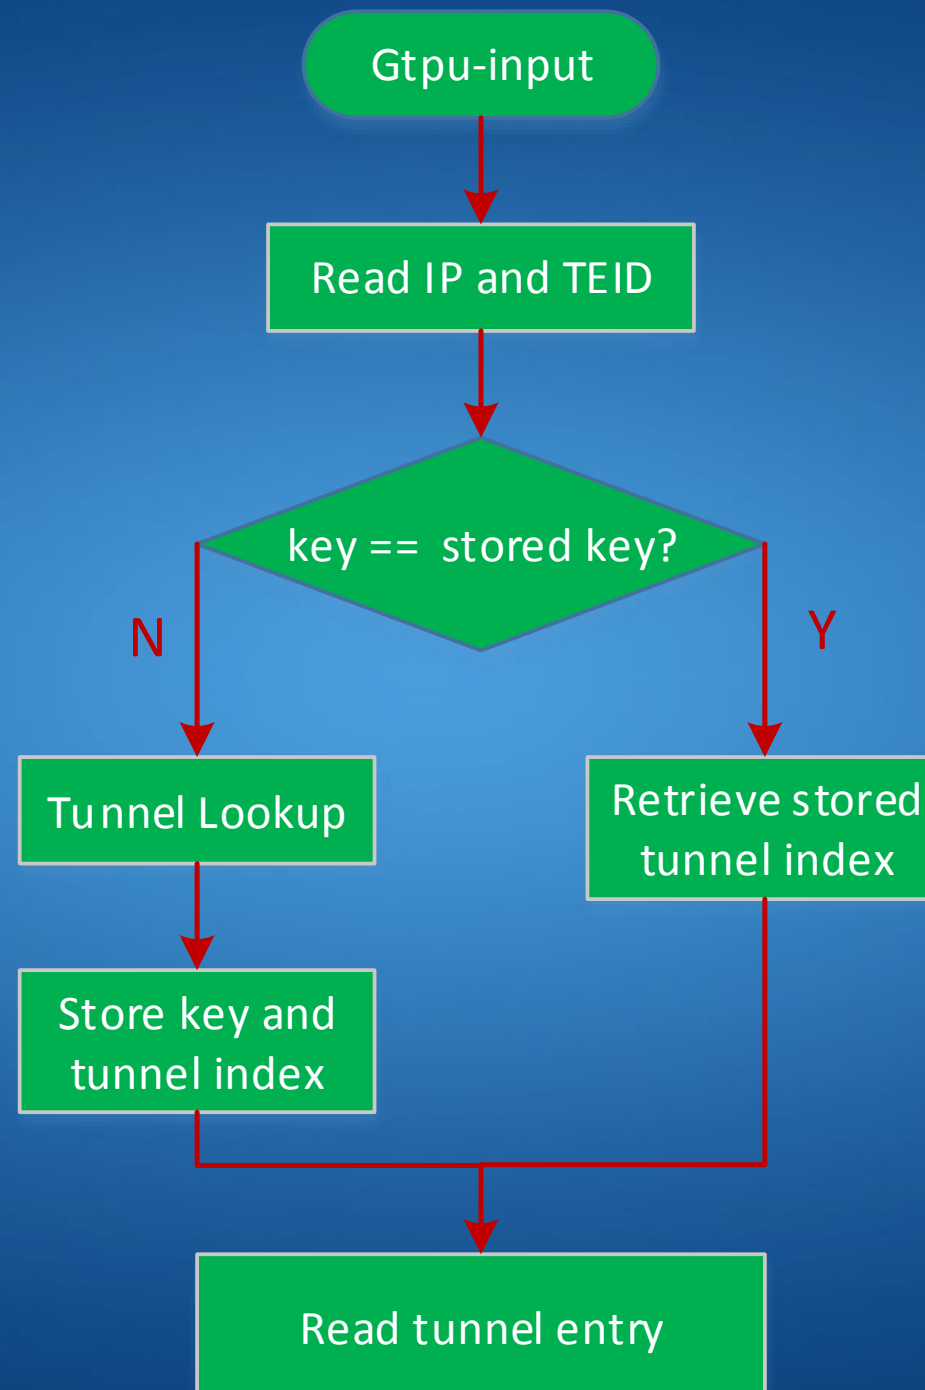 Gtpu-input
Read IP and TEID
key == stored key?
N
Y
Tunnel Lookup
Retrieve stored
tunnel index
Store key and
tunnel index
Read tunnel entry